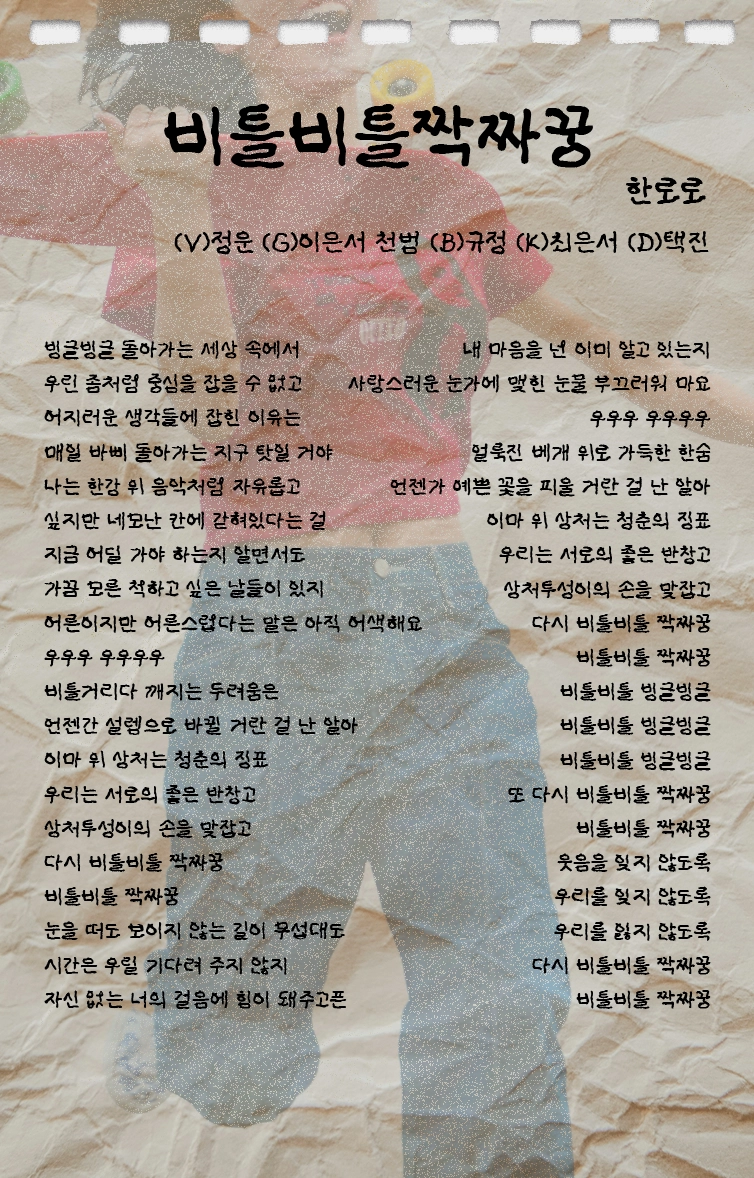 비틀비틀짝짜꿍
한로로
(V)정운 (G)이은서 천범 (B)규정 (K)최은서 (D)택진
빙글빙글 돌아가는 세상 속에서
우린 좀처럼 중심을 잡을 수 없고
어지러운 생각들에 잡힌 이유는
매일 바삐 돌아가는 지구 탓일 거야
나는 한강 위 음악처럼 자유롭고
싶지만 네모난 칸에 갇혀있다는 걸
지금 어딜 가야 하는지 알면서도
가끔 모른 척하고 싶은 날들이 있지
어른이지만 어른스럽다는 말은 아직 어색해요
우우우 우우우우
비틀거리다 깨지는 두려움은
언젠간 설렘으로 바뀔 거란 걸 난 알아
이마 위 상처는 청춘의 징표
우리는 서로의 좋은 반창고
상처투성이의 손을 맞잡고
다시 비틀비틀 짝짜꿍
비틀비틀 짝짜꿍
눈을 떠도 보이지 않는 길이 무섭대도
시간은 우릴 기다려 주지 않지
자신 없는 너의 걸음에 힘이 돼주고픈
내 마음을 넌 이미 알고 있는지
사랑스러운 눈가에 맺힌 눈물 부끄러워 마요
우우우 우우우우
얼룩진 베개 위로 가득한 한숨
언젠가 예쁜 꽃을 피울 거란 걸 난 알아
이마 위 상처는 청춘의 징표
우리는 서로의 좋은 반창고
상처투성이의 손을 맞잡고
다시 비틀비틀 짝짜꿍
비틀비틀 짝짜꿍
비틀비틀 빙글빙글
비틀비틀 빙글빙글
비틀비틀 빙글빙글
또 다시 비틀비틀 짝짜꿍
비틀비틀 짝짜꿍
웃음을 잊지 않도록
우리를 잊지 않도록
우리를 잃지 않도록
다시 비틀비틀 짝짜꿍
비틀비틀 짝짜꿍